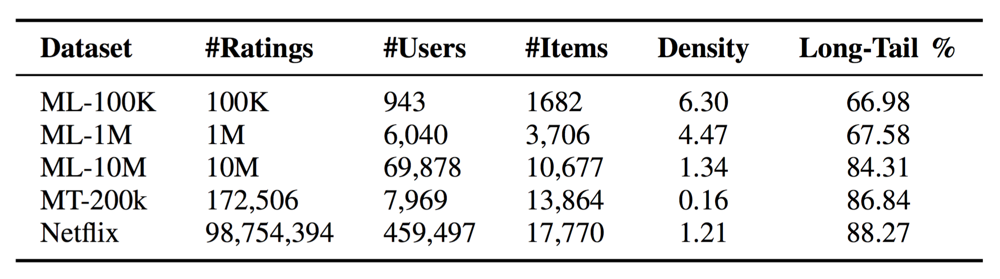 Dataset #Ratings #Users #Items Density Long-Tail %
ML-100K 100K 943 1682 6.30 66.98
ML-1M 1M 6,040 3,706 4.47 67.58
ML-10M 10M 69,878 10,677 1.34 84.31
MT-200k 172,506 7,969 13,864 0.16 86.84
Netflix 98,754,394 459,497 17,770 1.21 88.27